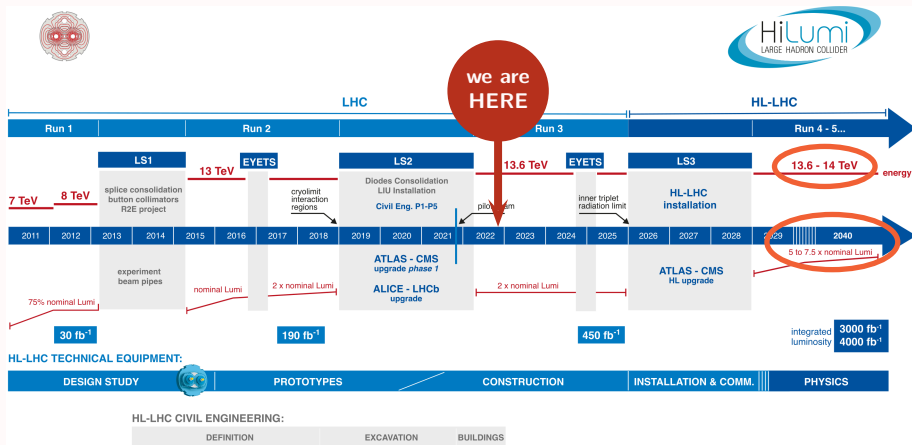 HiLumi
LARGE HADRON COLLIDER
we are
HERE
LHC
HL-LHC
Run 1
Run 2
Run 3
Run 4 - 5...
LS1
EYETS
LS2
EYETS
LS3
13 TeV
13.6 TeV
13.6 - 14 TeV
energy
7 TeV
8 TeV
splice consolidation
button collimators
R2E project
cryolimit
interaction
regions
Diodes Consolidation
LIU Installation
Civil Eng. P1-P5
inner triplet
radiation limit
HL-LHC
installation
2011 2012 2013 2014 2015 2016 2017 2018 2019 2020 2021 2022 2023 2024 2025 2026 2027 2028 2029 2040
experiment
beam pipes
ATLAS - CMS
upgrade phase 1
ALICE - LHCb
upgrade
ATLAS - CMS
HL upgrade
5 to 7.5 x nominal Lumi
75% nominal Lumi
nominal Lumi
2 x nominal Lumi
2 x nominal Lumi
30 fb-1
190 fb-1
450 fb-1
integrated
luminosity
3000 fb-1
4000 fb-1
HL-LHC TECHNICAL EQUIPMENT:
DESIGN STUDY
PROTOTYPES
CONSTRUCTION
INSTALLATION & COMM.
PHYSICS
HL-LHC CIVIL ENGINEERING:
DEFINITION
EXCAVATION
BUILDINGS